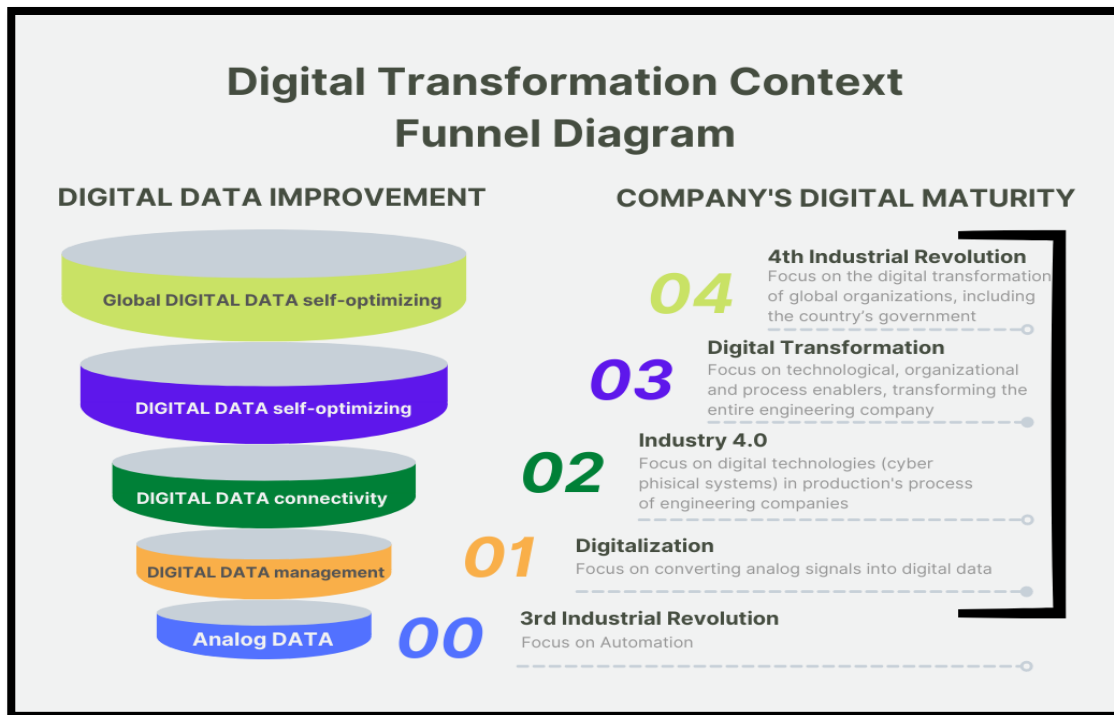 Digital Transformation Context
Funnel Diagram
DIGITAL DATA IMPROVEMENT
COMPANY'S DIGITAL MATURITY
Global DIGITAL DATA self-optimizing
04
4th Industrial Revolution
Focus on the digital transformation
of global organizations, including
the country's government
DIGITAL DATA self-optimizing
03
Digital Transformation
Focus on technological, organizational
and process enablers, transforming the
entire engineering company
DIGITAL DATA connectivity
02
Industry 4.0
Focus on digital technologies (cyber
phisical systems) in production's process
of engineering companies
DIGITAL DATA management
01
Digitalization
Focus on converting analog signals into digital data
Analog DATA
00
3rd Industrial Revolution
Focus on Automation